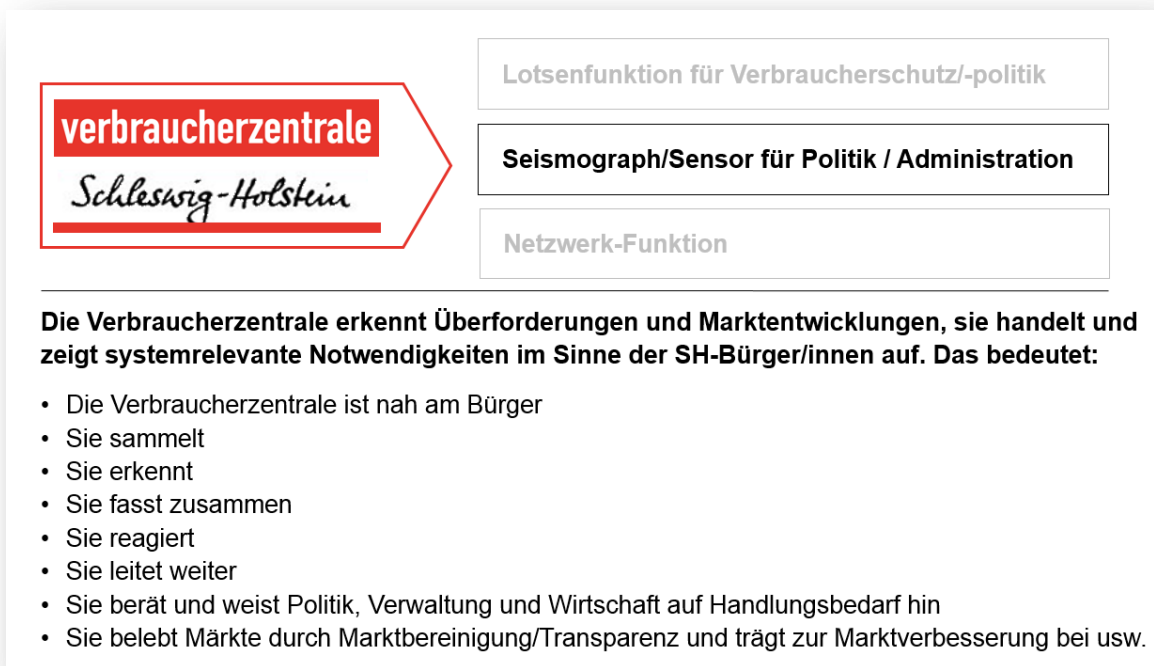 verbraucherzentrale
Schleswig-Holstein
Lotsenfunktion für Verbraucherschutz/-politik
Seismograph/Sensor für Politik / Administration
Netzwerk-Funktion
Die Verbraucherzentrale erkennt Überforderungen und Marktentwicklungen, sie handelt und
zeigt systemrelevante Notwendigkeiten im Sinne der SH-Bürger/innen auf. Das bedeutet:
• Die Verbraucherzentrale ist nah am Bürger
• Sie sammelt
• Sie erkennt
• Sie fasst zusammen
• Sie reagiert
• Sie leitet weiter
• Sie berät und weist Politik, Verwaltung und Wirtschaft auf Handlungsbedarf hin
• Sie belebt Märkte durch Marktbereinigung/Transparenz und trägt zur Marktverbesserung bei usw.